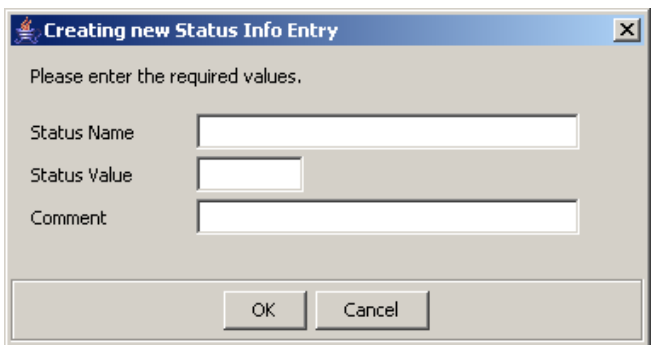 Creating new Status Info Entry
Please enter the required values.
Status Name
Status Value
Comment
OK Cancel